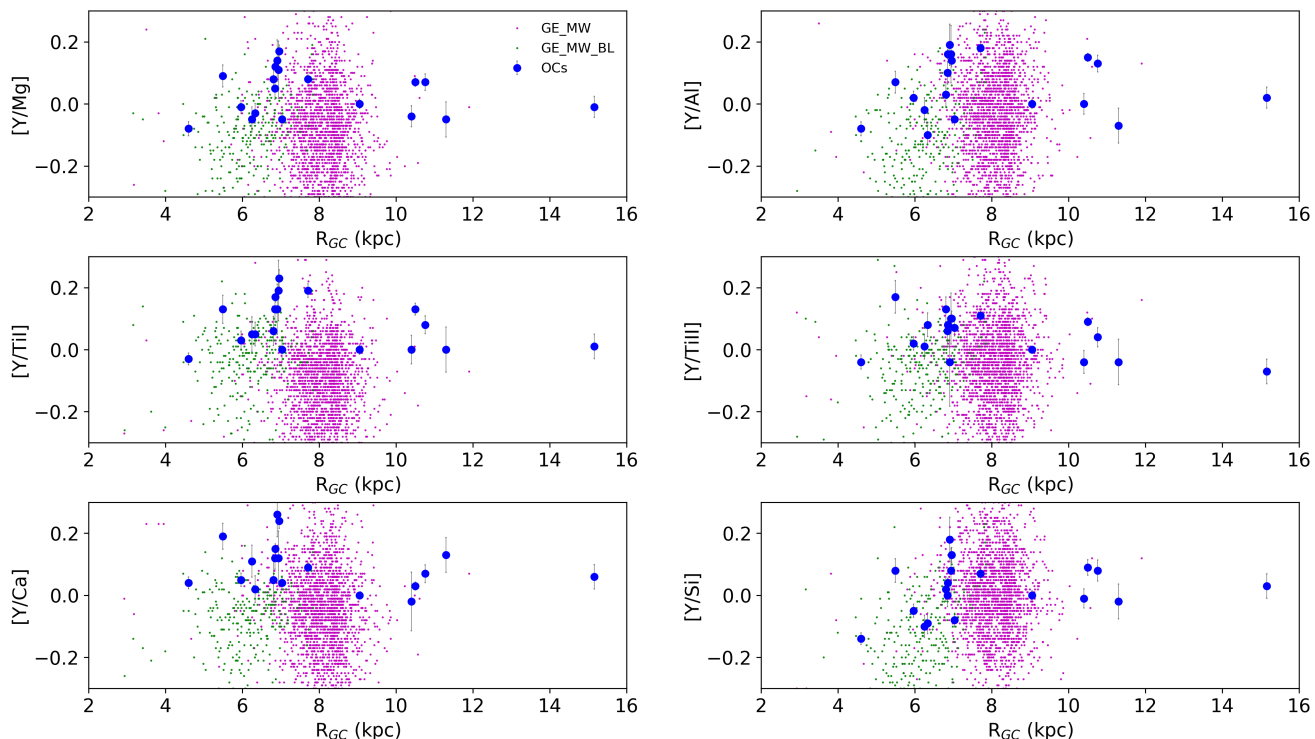 [Y/Mg]
0.2
0.0
−0.2
GE_MW
GE_MW_BL
OCs
2 4 6 8 10 12 14 16
R_GC (kpc)
[Y/Al]
0.2
0.0
−0.2
2 4 6 8 10 12 14 16
R_GC (kpc)
[Y/TiI]
0.2
0.0
−0.2
2 4 6 8 10 12 14 16
R_GC (kpc)
[Y/TiII]
0.2
0.0
−0.2
2 4 6 8 10 12 14 16
R_GC (kpc)
[Y/Ca]
0.2
0.0
−0.2
2 4 6 8 10 12 14 16
R_GC (kpc)
[Y/Si]
0.2
0.0
−0.2
2 4 6 8 10 12 14 16
R_GC (kpc)